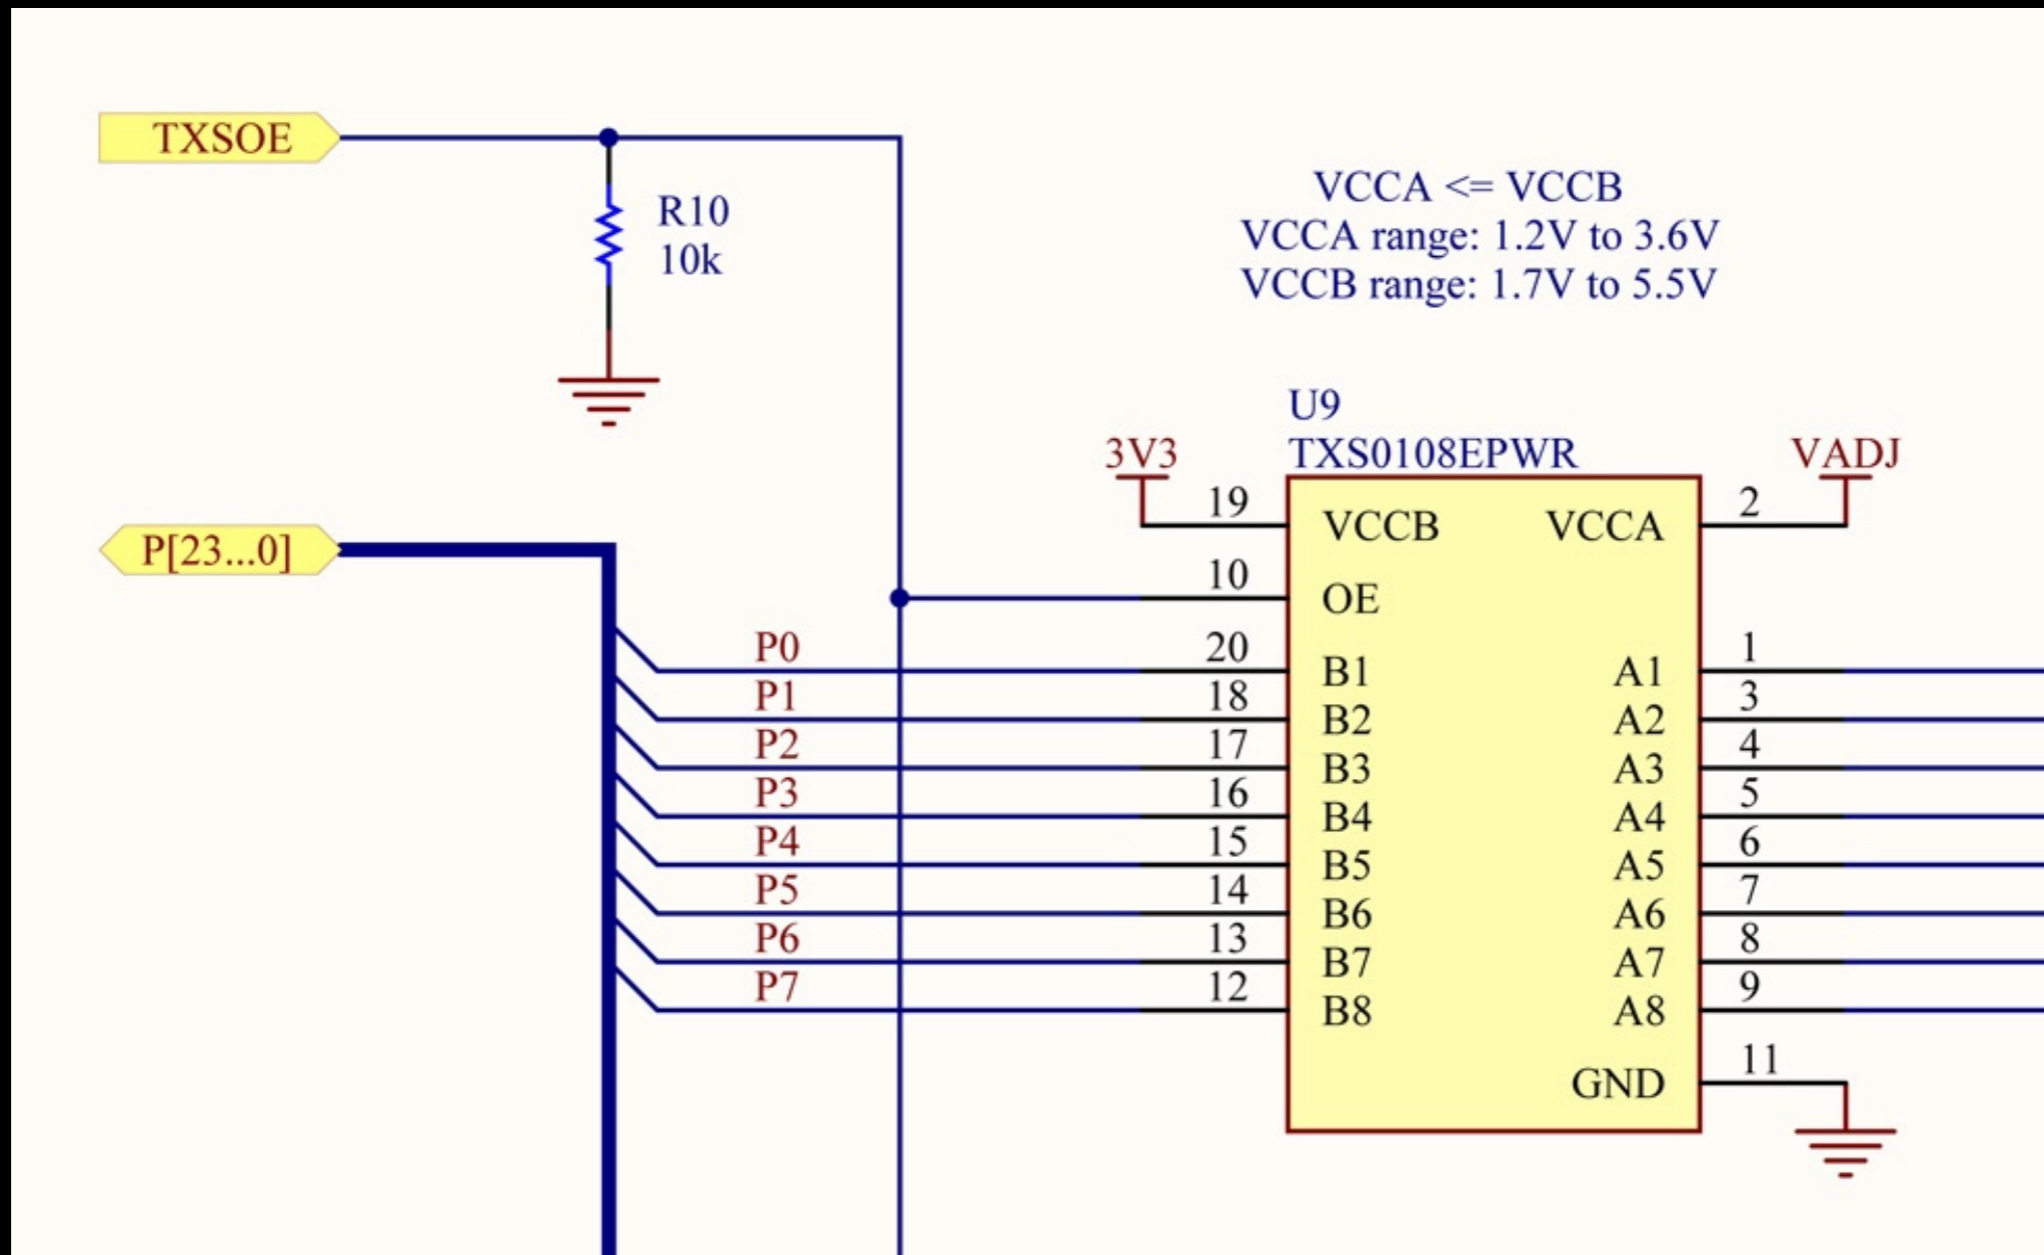 TXSOE
R10
10k
VCCA <= VCCB
VCCA range: 1.2V to 3.6V
VCCB range: 1.7V to 5.5V
U9
TXS0108EPWR
3V3
VADJ
19
VCCB
VCCA
2
10
OE
P[23...0]
P0
20
B1
A1
1
P1
18
B2
A2
3
P2
17
B3
A3
4
P3
16
B4
A4
5
P4
15
B5
A5
6
P5
14
B6
A6
7
P6
13
B7
A7
8
P7
12
B8
A8
9
GND
11